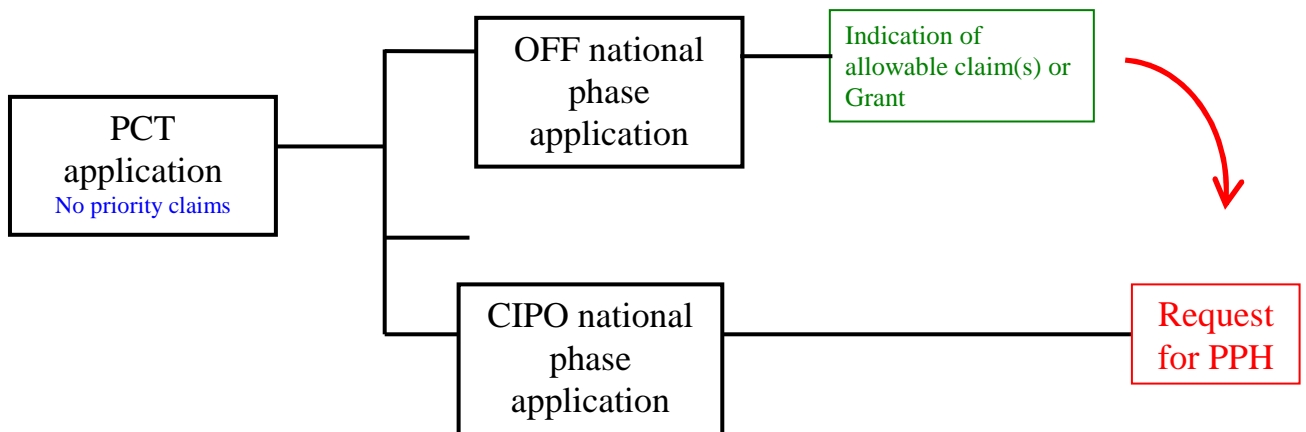 PCT
application
No priority claims
OFF national
phase
application
Indication of
allowable claim(s) or
Grant
CIPO national
phase
application
Request
for PPH